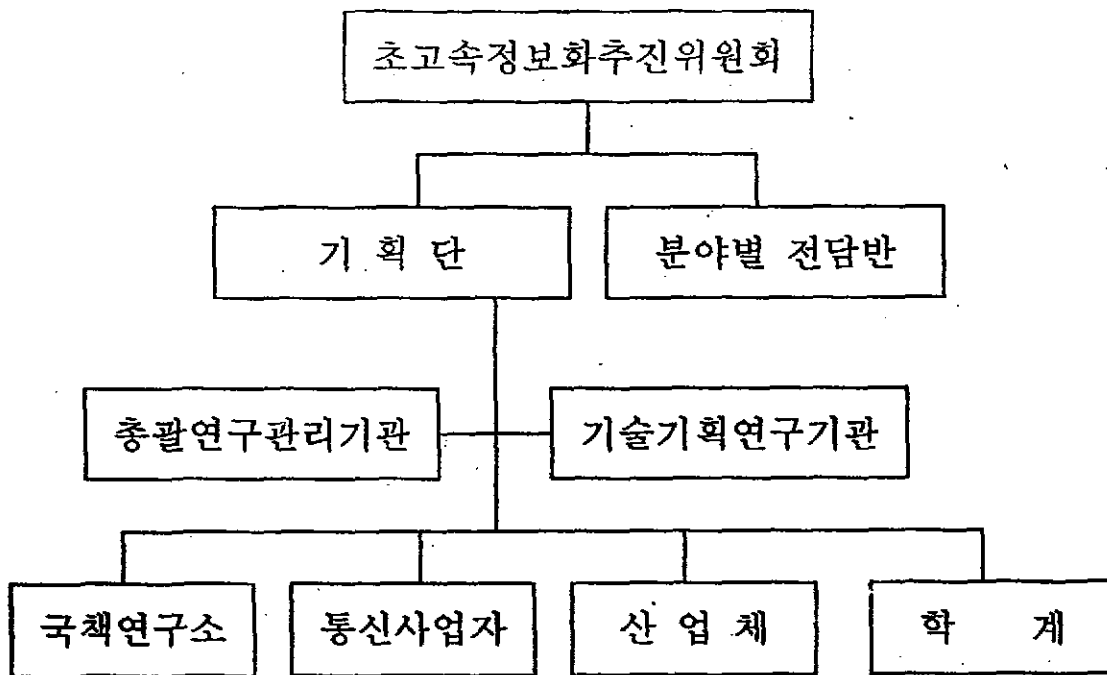 초고속정보화추진위원회
기 획 단
분야별 전담반
총괄연구관리기관
기술기획연구기관
국책연구소
통신사업자
산 업 체
학 계